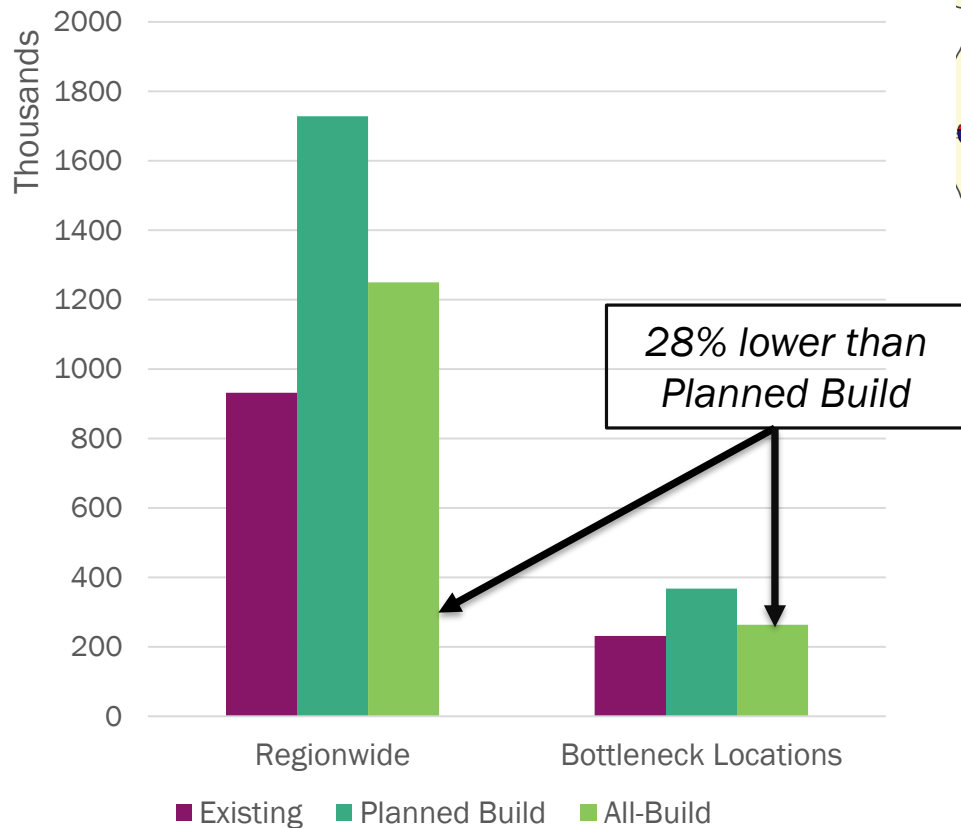 Thousands
2000
1800
1600
1400
1200
1000
800
600
400
200
0
28% lower than
Planned Build
Regionwide
Bottleneck Locations
Existing
Planned Build
All-Build